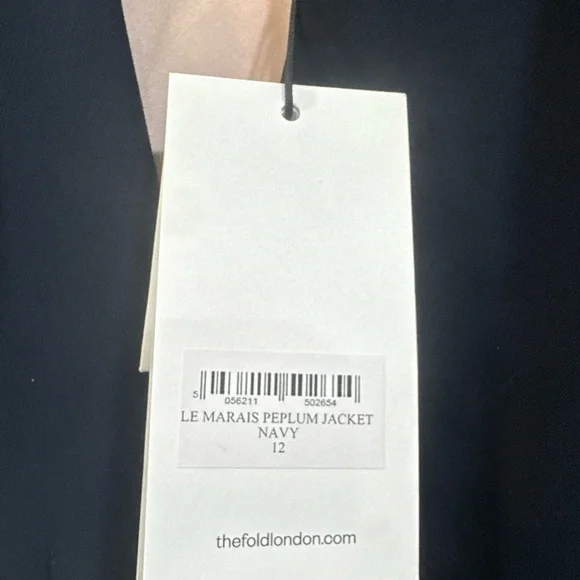 5 056211 502654
LE MARAIS PEPLUM JACKET
NAVY
12
thefoldlondon.com